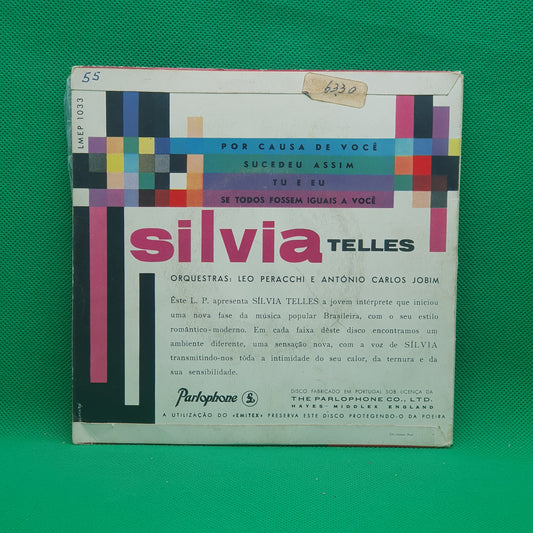 55
6330
LMEP 1033
POR CAUSA DE VOCÊ
SUCEDEU ASSIM
TU E EU
SE TODOS FOSSEM IGUAIS A VOCÊ
silvia TELLES
ORQUESTRAS: LEO PERACCHI E ANTÓNIO CARLOS JOBIM
Êste L. P. apresenta SÍLVIA TELLES a jovem intérprete que iniciou
uma nova fase da música popular Brasileira, com o seu estilo
romântico-moderno. Em cada faixa dêste disco encontramos um
ambiente diferente, uma sensação nova, com a voz de SÍLVIA
transmitindo-nos tôda a intimidade do seu calor, da ternura e da
sua sensibilidade.
Parlophone
DISCO FABRICADO EM PORTUGAL SOB LICENÇA DA
THE PARLOPHONE CO., LTD.
HAYES - MIDDLEX ENGLAND
A UTILIZAÇÃO DO «EMITEX» PRESERVA ESTE DISCO PROTEGENDO-O DA POEIRA